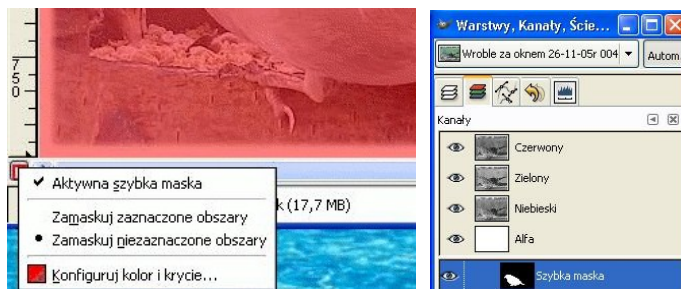 750
Aktywna szybka maska
Zamaskuj zaznaczone obszary
Zamaskuj niezaznaczone obszary
Konfiguruj kolor i krycie...
k (17,7 MB)
Warstwy, Kanały, Ście...
Wroble za oknem 26-11-05r 004
Autom
Kanały
Czerwony
Zielony
Niebieski
Alfa
Szybka maska